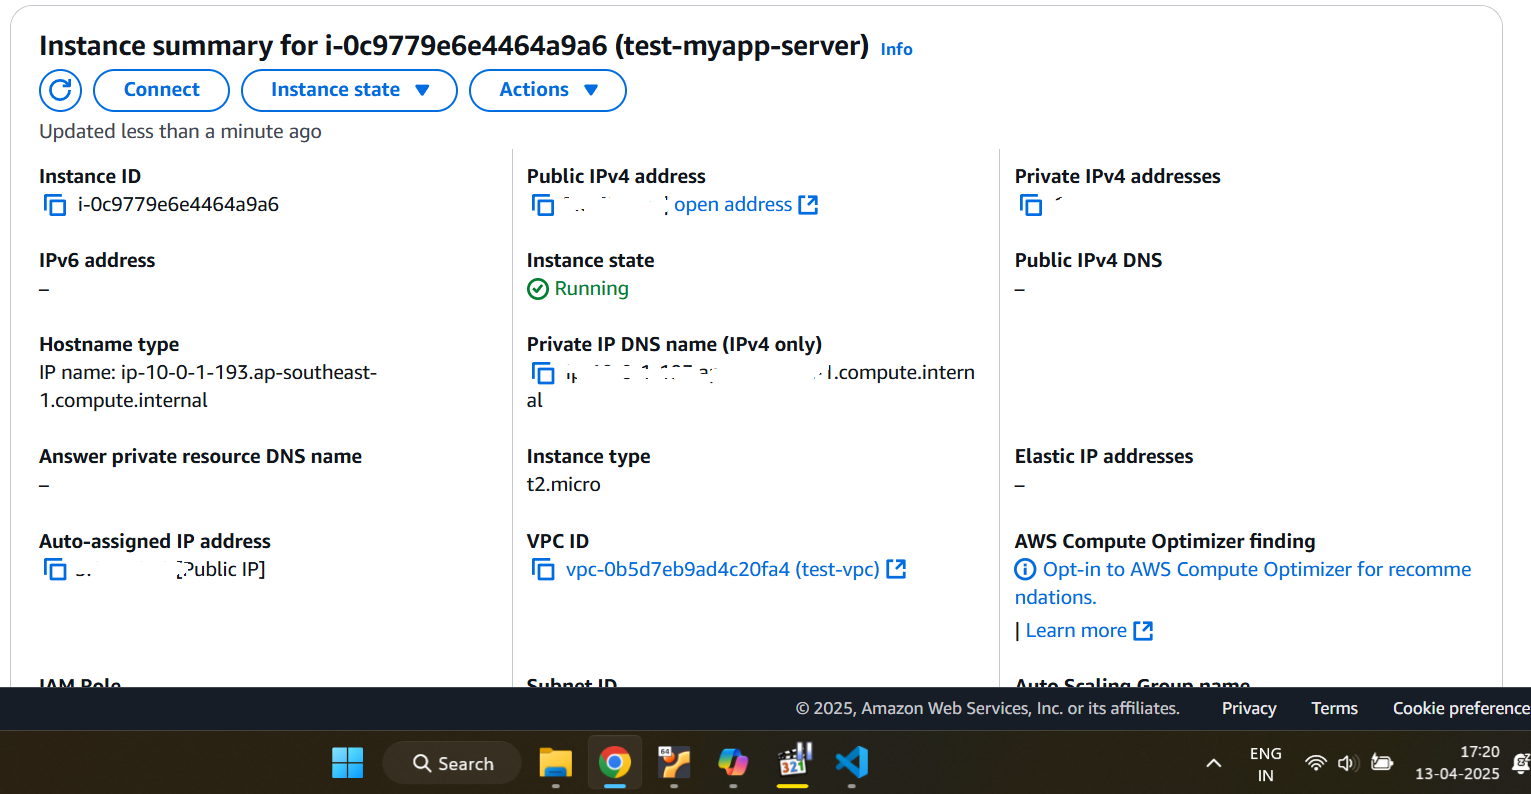 Instance summary for i-0c9779e6e4464a9a6 (test-myapp-server) Info
Connect Instance state Actions
Updated less than a minute ago
Instance ID
i-0c9779e6e4464a9a6
Public IPv4 address
open address
Private IPv4 addresses
IPv6 address
–
Instance state
Running
Public IPv4 DNS
–
Hostname type
IP name: ip-10-0-1-193.ap-southeast-
1.compute.internal
Private IP DNS name (IPv4 only)
1.compute.intern
al
Answer private resource DNS name
–
Instance type
t2.micro
Elastic IP addresses
–
Auto-assigned IP address
[Public IP]
VPC ID
vpc-0b5d7eb9ad4c20fa4 (test-vpc)
AWS Compute Optimizer finding
Opt-in to AWS Compute Optimizer for recomme
ndations.
| Learn more
IAM Role
Subnet ID
Auto Scaling Group name
© 2025, Amazon Web Services, Inc. or its affiliates. Privacy Terms Cookie preference
Search
64
321
ENG
IN
17:20
13-04-2025